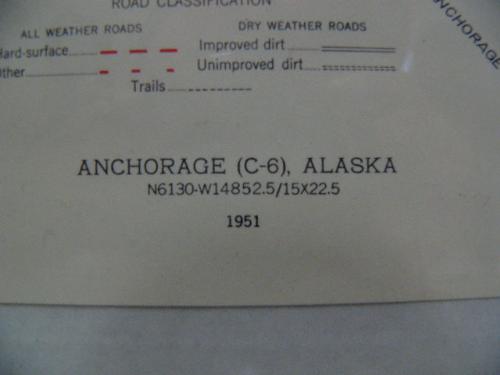 ROAD CLASSIFICATION
ALL WEATHER ROADS
DRY WEATHER ROADS
Hard-surface
Improved dirt
Other
Unimproved dirt
Trails
ANCHORAGE
ANCHORAGE (C-6), ALASKA
N6130-W14852.5/15X22.5
1951